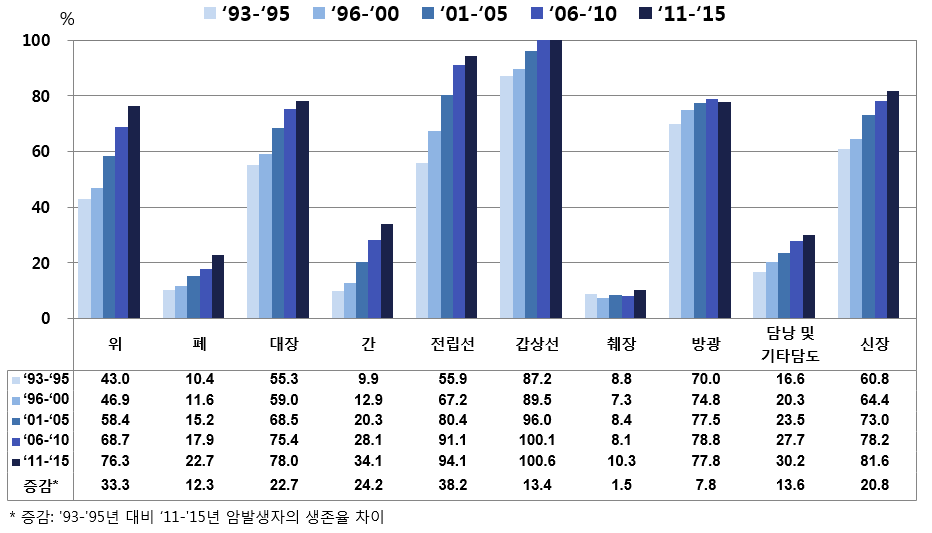 ‘93-‘95 ‘96-‘00 ‘01-‘05 ‘06-‘10 ‘11-‘15
%
100
80
60
40
20
0
위 폐 대장 간 전립선 갑상선 췌장 방광 담낭 및 기타담도 신장
‘93-‘95 43.0 10.4 55.3 9.9 55.9 87.2 8.8 70.0 16.6 60.8
‘96-‘00 46.9 11.6 59.0 12.9 67.2 89.5 7.3 74.8 20.3 64.4
‘01-‘05 58.4 15.2 68.5 20.3 80.4 96.0 8.4 77.5 23.5 73.0
‘06-‘10 68.7 17.9 75.4 28.1 91.1 100.1 8.1 78.8 27.7 78.2
‘11-‘15 76.3 22.7 78.0 34.1 94.1 100.6 10.3 77.8 30.2 81.6
증감* 33.3 12.3 22.7 24.2 38.2 13.4 1.5 7.8 13.6 20.8
* 증감: '93-'95년 대비 ‘11-'15년 암발생자의 생존율 차이